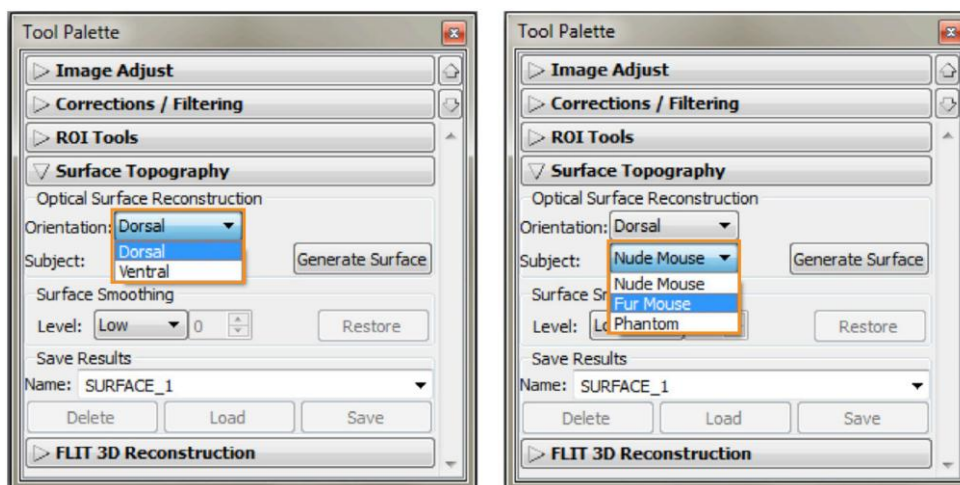 Tool Palette
Image Adjust
Corrections / Filtering
ROI Tools
Surface Topography
Optical Surface Reconstruction
Orientation: Dorsal
Dorsal
Ventral
Subject:
Generate Surface
Surface Smoothing
Level: Low 0 Restore
Save Results
Name: SURFACE_1
Delete Load Save
FLIT 3D Reconstruction
Tool Palette
Image Adjust
Corrections / Filtering
ROI Tools
Surface Topography
Optical Surface Reconstruction
Orientation: Dorsal
Subject: Nude Mouse Generate Surface
Nude Mouse
Fur Mouse
Phantom
Surface
Level: Restore
Save Results
Name: SURFACE_1
Delete Load Save
FLIT 3D Reconstruction